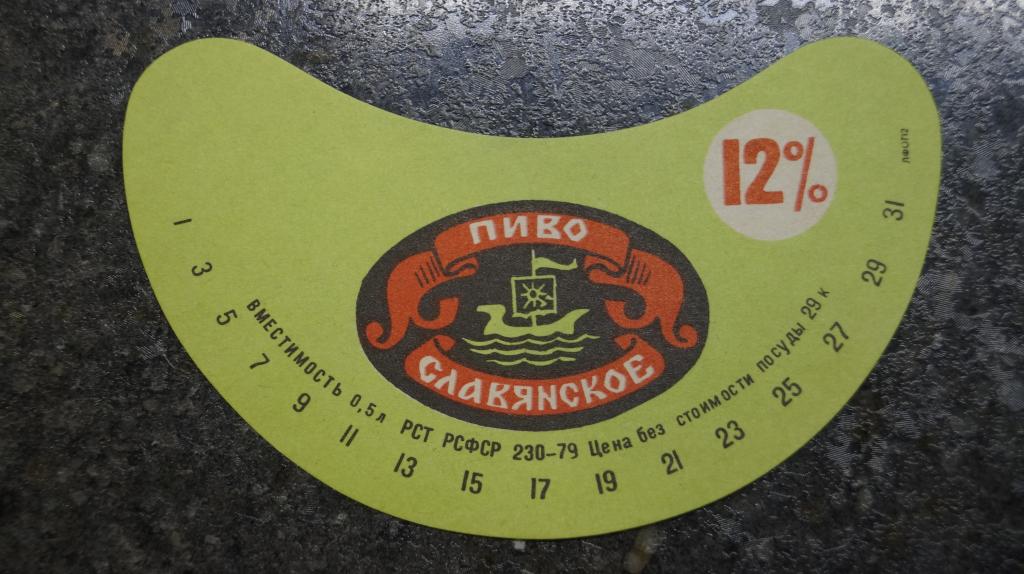 12%
ЛФОП2
ПИВО
СЛАВЯНСКОЕ
ВМЕСТИМОСТЬ 0,5 л РСТ РСФСР 230-79 Цена без стоимости посуды 29 к
1 3 5 7 9 11 13 15 17 19 21 23 25 27 29 31